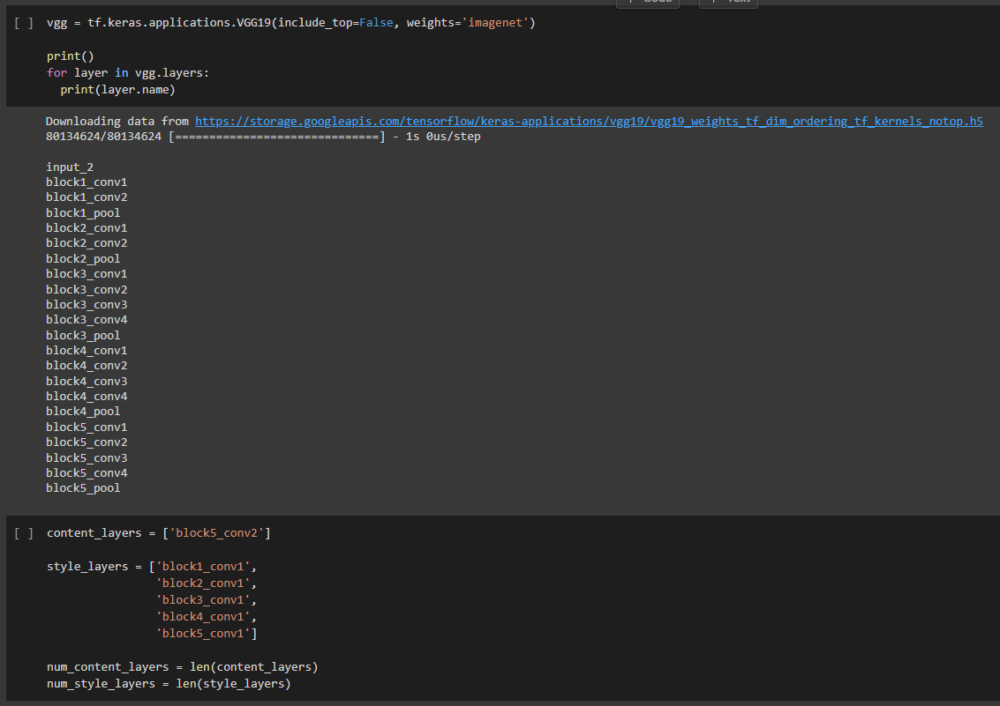 [ ] vgg = tf.keras.applications.VGG19(include_top=False, weights='imagenet')
print()
for layer in vgg.layers:
  print(layer.name)
Downloading data from https://storage.googleapis.com/tensorflow/keras-applications/vgg19/vgg19_weights_tf_dim_ordering_tf_kernels_notop.h5
80134624/80134624 [==============================] - 1s 0us/step
input_2
block1_conv1
block1_conv2
block1_pool
block2_conv1
block2_conv2
block2_pool
block3_conv1
block3_conv2
block3_conv3
block3_conv4
block3_pool
block4_conv1
block4_conv2
block4_conv3
block4_conv4
block4_pool
block5_conv1
block5_conv2
block5_conv3
block5_conv4
block5_pool
[ ] content_layers = ['block5_conv2']
style_layers = ['block1_conv1',
                'block2_conv1',
                'block3_conv1',
                'block4_conv1',
                'block5_conv1']
num_content_layers = len(content_layers)
num_style_layers = len(style_layers)